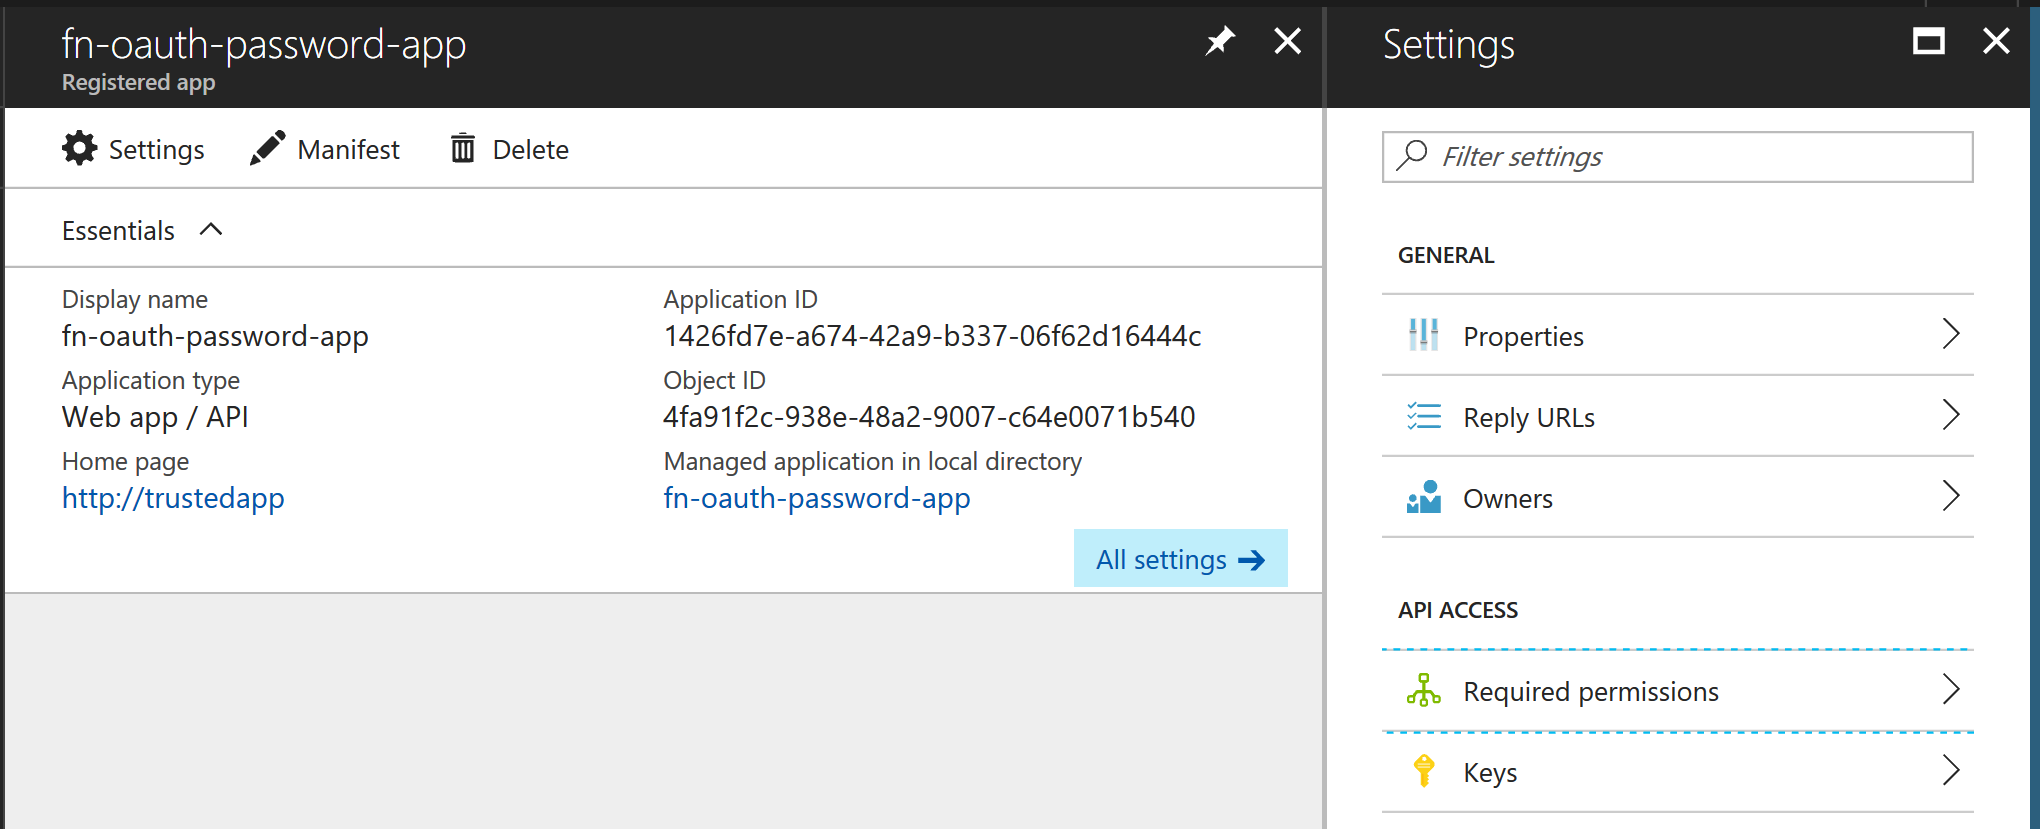 fn-oauth-password-app
Registered app
Settings Manifest Delete
Essentials
Display name
fn-oauth-password-app
Application type
Web app / API
Home page
http://trustedapp
Application ID
1426fd7e-a674-42a9-b337-06f62d16444c
Object ID
4fa91f2c-938e-48a2-9007-c64e0071b540
Managed application in local directory
fn-oauth-password-app
All settings
Settings
Filter settings
GENERAL
Properties
Reply URLs
Owners
API ACCESS
Required permissions
Keys